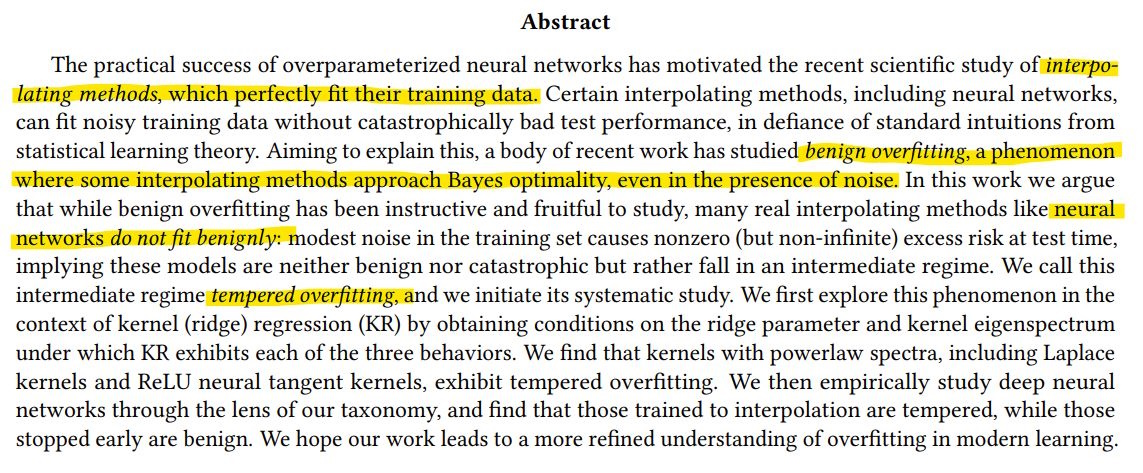 Abstract
The practical success of overparameterized neural networks has motivated the recent scientific study of interpo-
lating methods, which perfectly fit their training data. Certain interpolating methods, including neural networks,
can fit noisy training data without catastrophically bad test performance, in defiance of standard intuitions from
statistical learning theory. Aiming to explain this, a body of recent work has studied benign overfitting, a phenomenon
where some interpolating methods approach Bayes optimality, even in the presence of noise. In this work we argue
that while benign overfitting has been instructive and fruitful to study, many real interpolating methods like neural
networks do not fit benignly: modest noise in the training set causes nonzero (but non-infinite) excess risk at test time,
implying these models are neither benign nor catastrophic but rather fall in an intermediate regime. We call this
intermediate regime tempered overfitting, and we initiate its systematic study. We first explore this phenomenon in the
context of kernel (ridge) regression (KR) by obtaining conditions on the ridge parameter and kernel eigenspectrum
under which KR exhibits each of the three behaviors. We find that kernels with powerlaw spectra, including Laplace
kernels and ReLU neural tangent kernels, exhibit tempered overfitting. We then empirically study deep neural
networks through the lens of our taxonomy, and find that those trained to interpolation are tempered, while those
stopped early are benign. We hope our work leads to a more refined understanding of overfitting in modern learning.